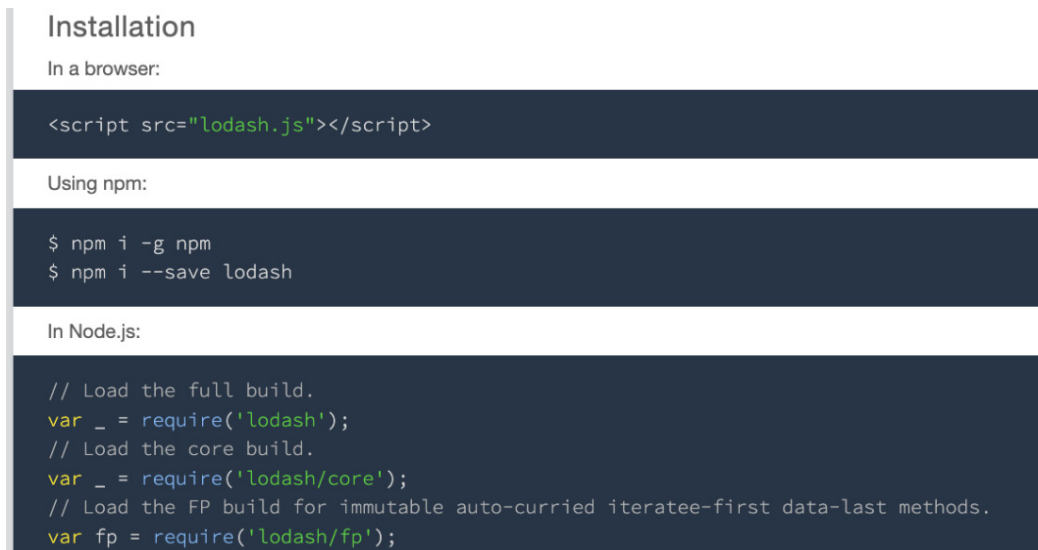 Installation
In a browser:
<script src="lodash.js"></script>
Using npm:
$ npm i -g npm
$ npm i --save lodash
In Node.js:
// Load the full build.
var _ = require('lodash');
// Load the core build.
var _ = require('lodash/core');
// Load the FP build for immutable auto-curried iteratee-first data-last methods.
var fp = require('lodash/fp');